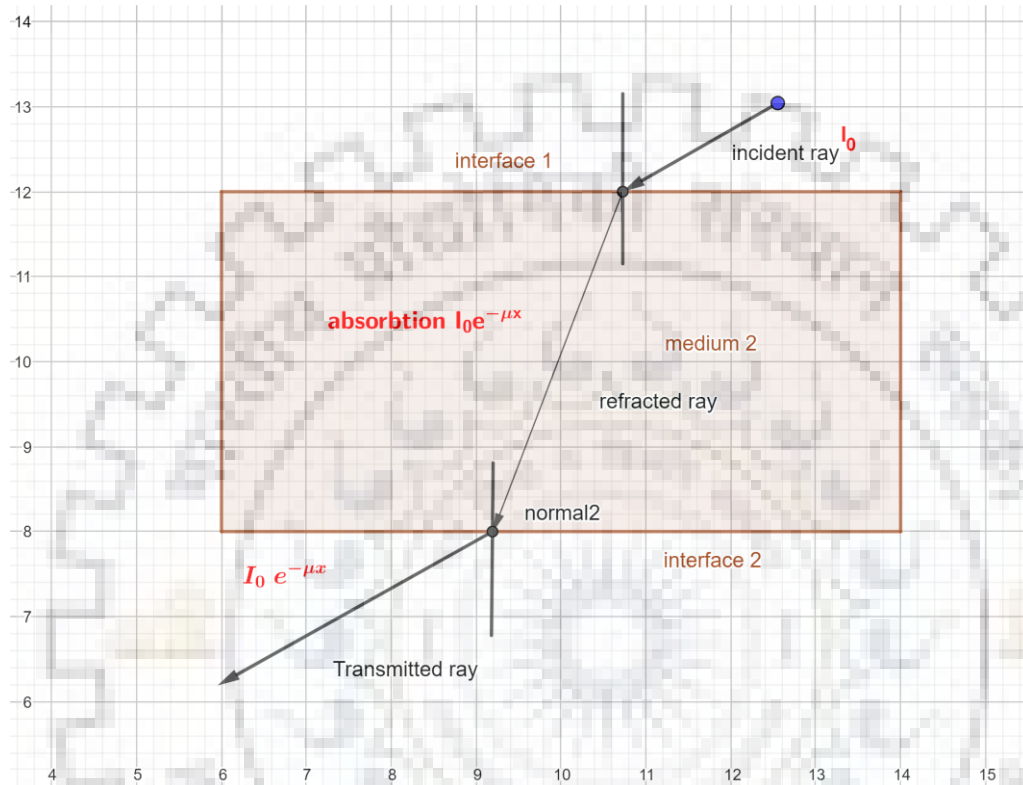 14
13
I₀
incident ray
interface 1
12
11
absorbtion I₀e^{-μx}
medium 2
10
refracted ray
9
normal2
8
interface 2
I₀ e^{-μx}
7
Transmitted ray
6
4 5 6 7 8 9 10 11 12 13 14 15